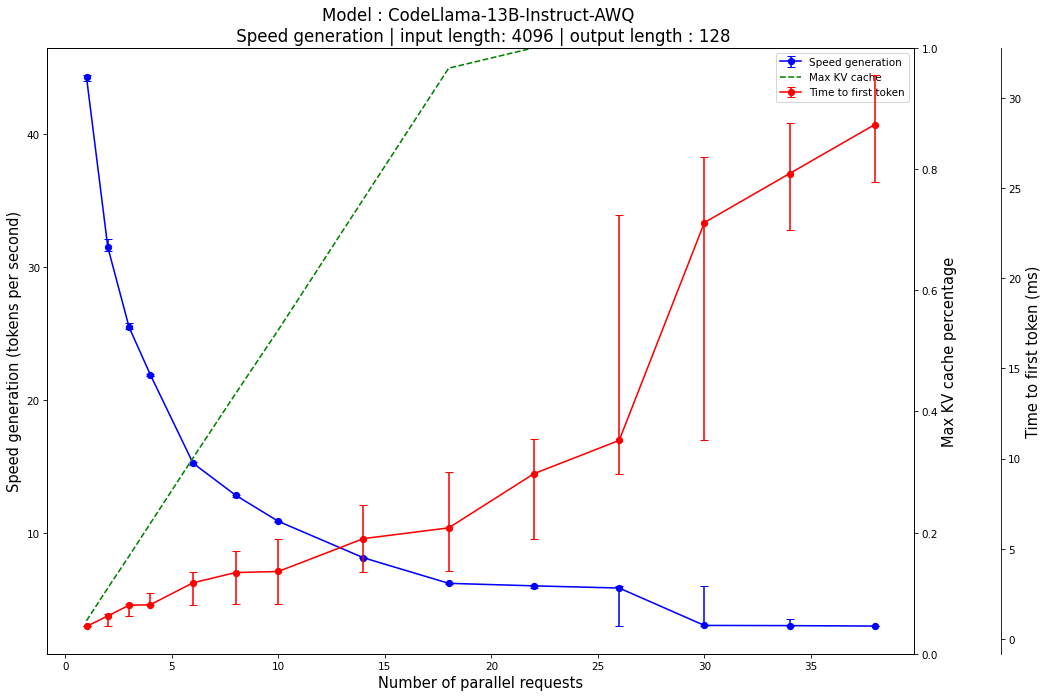 Model : CodeLlama-13B-Instruct-AWQ
Speed generation | input length: 4096 | output length : 128
Speed generation
Max KV cache
Time to first token
Speed generation (tokens per second)
40
30
20
10
1.0
0.8
0.6
0.4
0.2
0.0
Max KV cache percentage
30
25
20
15
10
5
0
Time to first token (ms)
0 5 10 15 20 25 30 35
Number of parallel requests